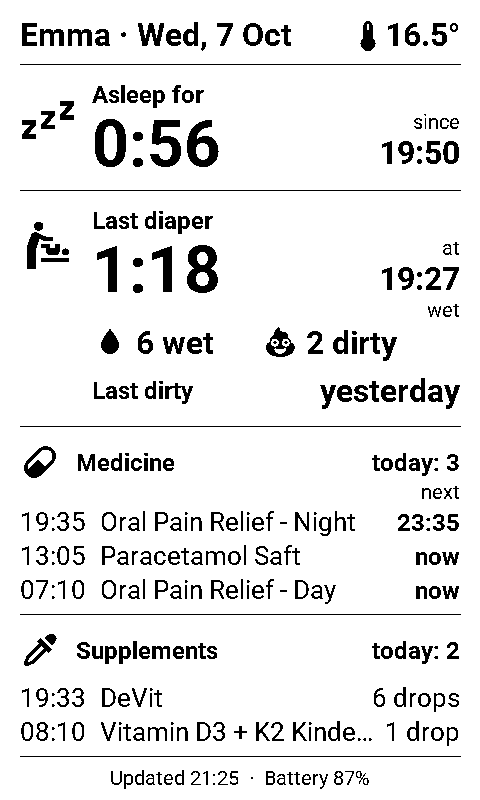 Emma · Wed, 7 Oct 16.5°
zzz Asleep for
0:56
since
19:50
Last diaper
1:18
at
19:27
wet
6 wet 2 dirty
Last dirty yesterday
Medicine today: 3
next
19:35 Oral Pain Relief - Night 23:35
13:05 Paracetamol Saft now
07:10 Oral Pain Relief - Day now
Supplements today: 2
19:33 DeVit 6 drops
08:10 Vitamin D3 + K2 Kinde... 1 drop
Updated 21:25 · Battery 87%